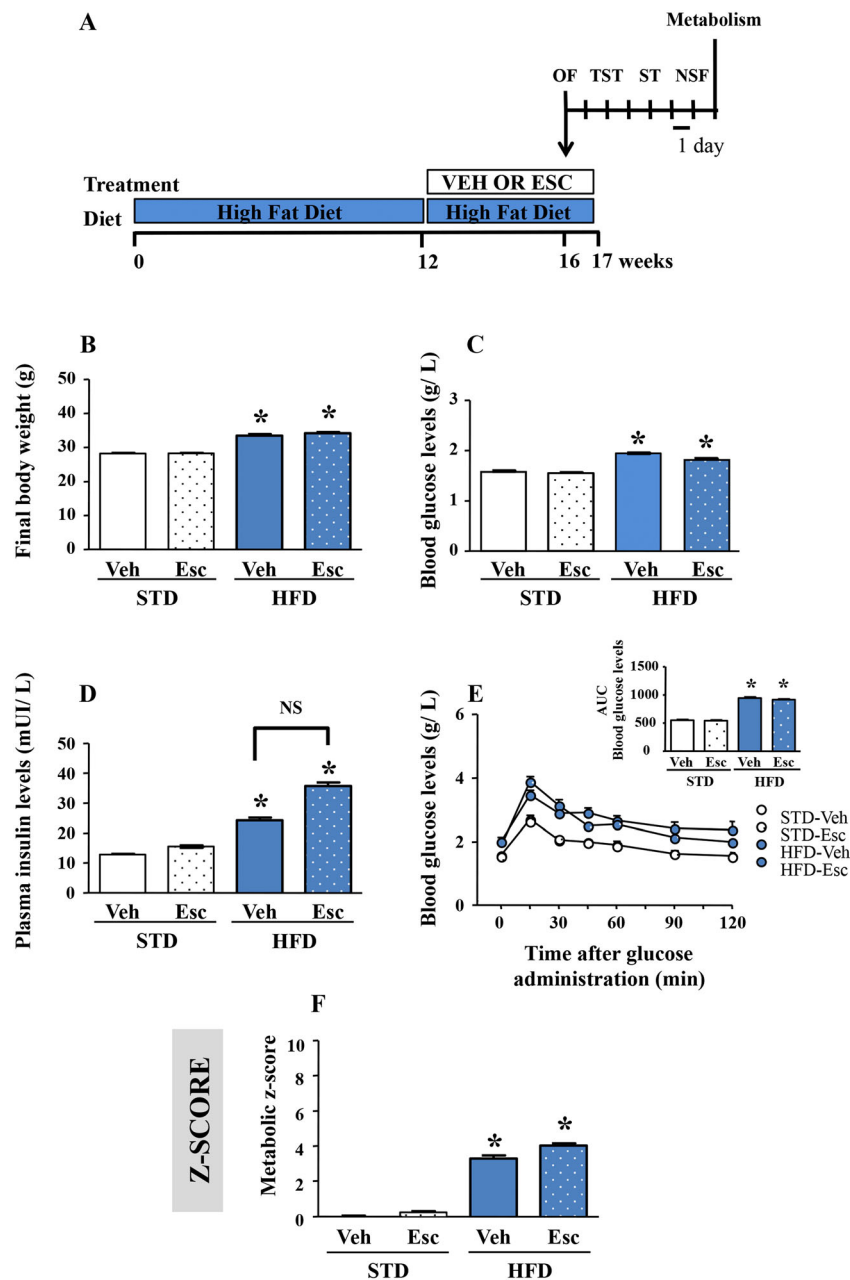 A
Metabolism
OF TST ST NSF
1 day
Treatment
VEH OR ESC
Diet
High Fat Diet
High Fat Diet
0 12 16 17 weeks
B
Final body weight (g)
50
40
30
20
10
0
*
*
Veh Esc Veh Esc
STD HFD
C
Blood glucose levels (g/ L)
3
2
1
0
*
*
Veh Esc Veh Esc
STD HFD
D
Plasma insulin levels (mUI/ L)
50
40
30
20
10
0
NS
*
*
Veh Esc Veh Esc
STD HFD
E
Blood glucose levels (g/ L)
6
4
2
0
0 30 60 90 120
Time after glucose
administration (min)
AUC
Blood glucose levels
1500
1000
500
0
* *
Veh Esc Veh Esc
STD HFD
STD-Veh
STD-Esc
HFD-Veh
HFD-Esc
F
Z-SCORE
Metabolic z-score
10
8
6
4
2
0
*
*
Veh Esc Veh Esc
STD HFD